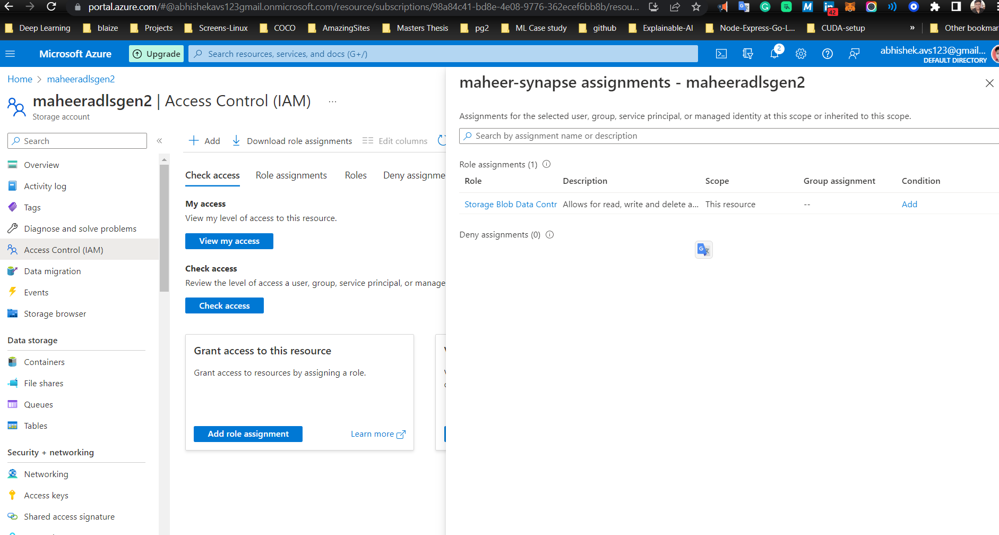 portal.azure.com/#@abhishekavs123gmail.onmicrosoft.com/resource/subscriptions/98a84c41-bd8e-4e08-9776-362ecef6bb8b/resou...
42
Deep Learning blaize Projects Screens-Linux COCO AmazingSites Masters Thesis pg2 ML Case study github Explainable-AI Node-Express-Go-L... CUDA-setup » Other bookmar
Microsoft Azure Upgrade Search resources, services, and docs (G+/) 2 abhishek.avs123@gmail...
DEFAULT DIRECTORY
Home > maheeradlsgen2
maheeradlsgen2 | Access Control (IAM) ...
Storage account
Search «
Overview
Activity log
Tags
Diagnose and solve problems
Access Control (IAM)
Data migration
Events
Storage browser
Data storage
Containers
File shares
Queues
Tables
Security + networking
Networking
Access keys
Shared access signature
Add Download role assignments Edit columns
Check access Role assignments Roles Deny assignme
My access
View my level of access to this resource.
View my access
Check access
Review the level of access a user, group, service principal, or manage
Check access
Grant access to this resource
Grant access to resources by assigning a role.
Add role assignment Learn more
maheer-synapse assignments - maheeradlsgen2
Assignments for the selected user, group, service principal, or managed identity at this scope or inherited to this scope.
Search by assignment name or description
Role assignments (1)
Role Description Scope Group assignment Condition
Storage Blob Data Contr Allows for read, write and delete a... This resource -- Add
Deny assignments (0)